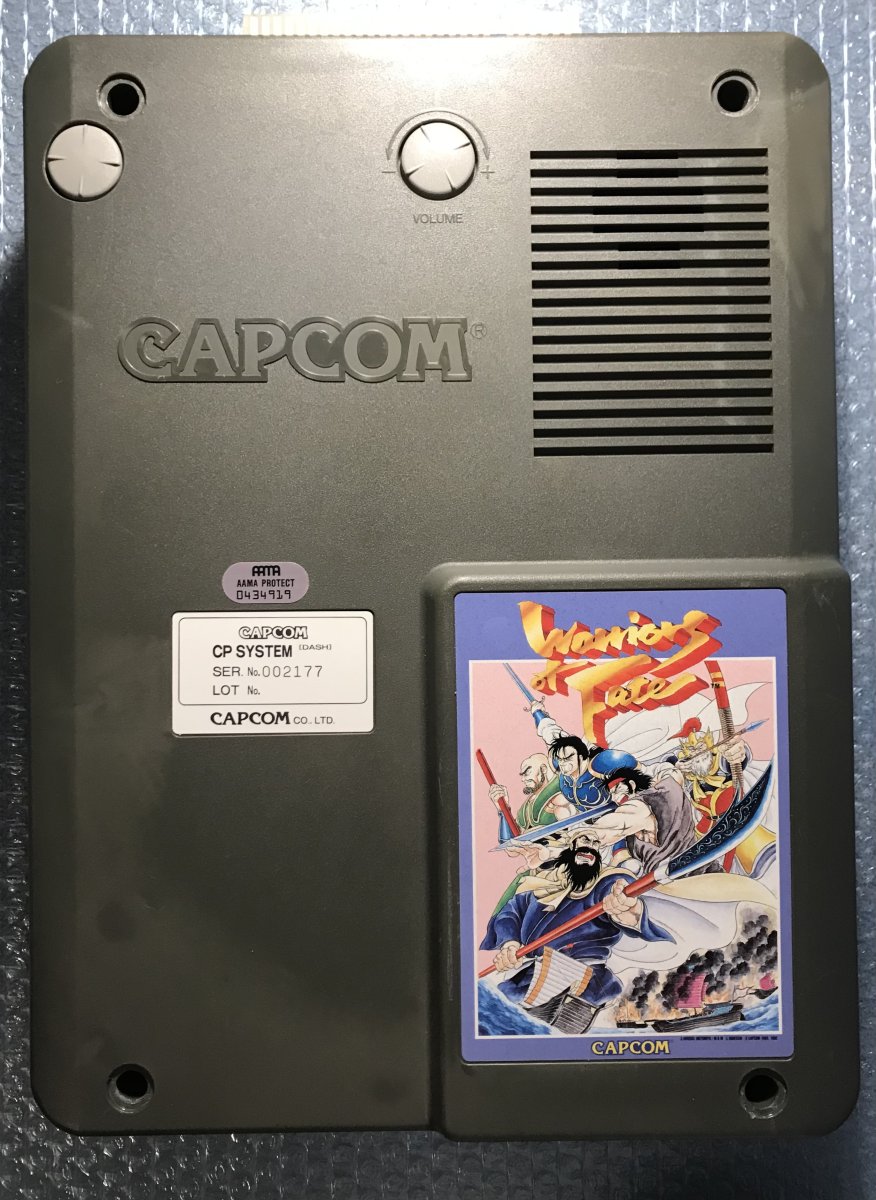 - +
VOLUME
CAPCOM®
AAMA
AAMA PROTECT
0434919
CAPCOM
CP SYSTEM [DASH]
SER. No. 002177
LOT No.
CAPCOM CO., LTD.
Warriors
of Fate
CAPCOM